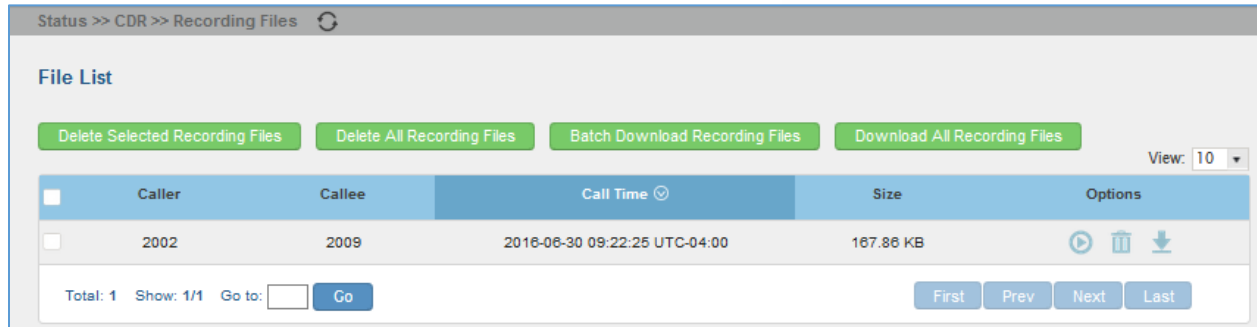 Status >> CDR >> Recording Files
File List
Delete Selected Recording Files Delete All Recording Files Batch Download Recording Files Download All Recording Files
View: 10
Caller Callee Call Time Size Options
2002 2009 2016-06-30 09:22:25 UTC-04:00 167.86 KB
Total: 1 Show: 1/1 Go to: Go First Prev Next Last